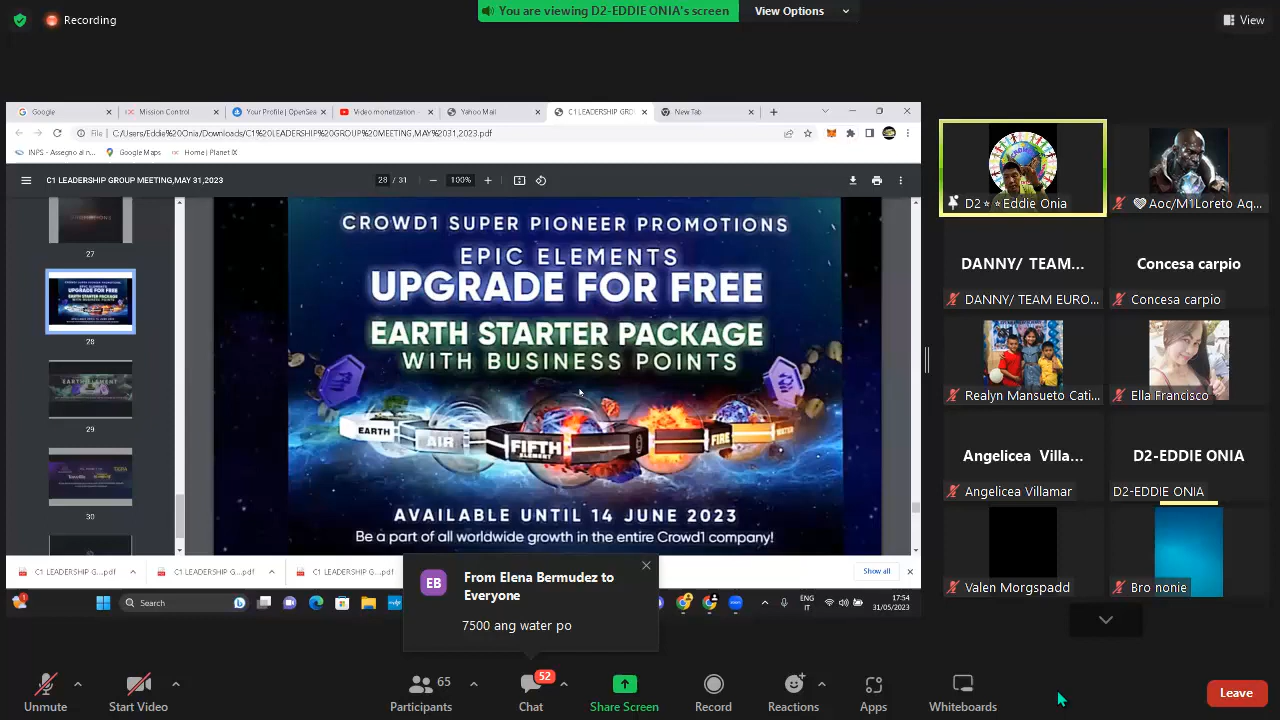 Recording
You are viewing D2-EDDIE ONIA's screen
View Options
View
Google
Mission Control
Your Profile | OpenSea
Video monetization -
Yahoo Mail
C1 LEADERSHIP GRO
New Tab
File | C:/Users/Eddie%20Onia/Downloads/C1%20LEADERSHIP%20GROUP%20MEETING,MAY%2031,2023.pdf
INPS - Assegno al n...
Google Maps
Home | Planet IX
C1 LEADERSHIP GROUP MEETING,MAY 31,2023
28 / 31
100%
27
28
29
30
CROWD1 SUPER PIONEER PROMOTIONS
EPIC ELEMENTS
UPGRADE FOR FREE
EARTH STARTER PACKAGE
WITH BUSINESS POINTS
EARTH
AIR
FIFTH
ELEMENT
FIRE
WATER
AVAILABLE UNTIL 14 JUNE 2023
Be a part of all worldwide growth in the entire Crowd1 company!
C1 LEADERSHIP G....pdf
C1 LEADERSHIP G....pdf
C1 LEADERSHIP G....pdf
Show all
Search
ENG
IT
17:54
31/05/2023
EB
From Elena Bermudez to
Everyone
7500 ang water po
D2⭐⭐Eddie Onia
Aoc/M1Loreto Aq...
DANNY/ TEAM...
DANNY/ TEAM EURO...
Concesa carpio
Concesa carpio
Realyn Mansueto Cati...
Ella Francisco
Angelicea Villa...
Angelicea Villamar
D2-EDDIE ONIA
D2-EDDIE ONIA
Valen Morgspadd
Bro nonie
Unmute
Start Video
65
Participants
52
Chat
Share Screen
Record
Reactions
Apps
Whiteboards
Leave